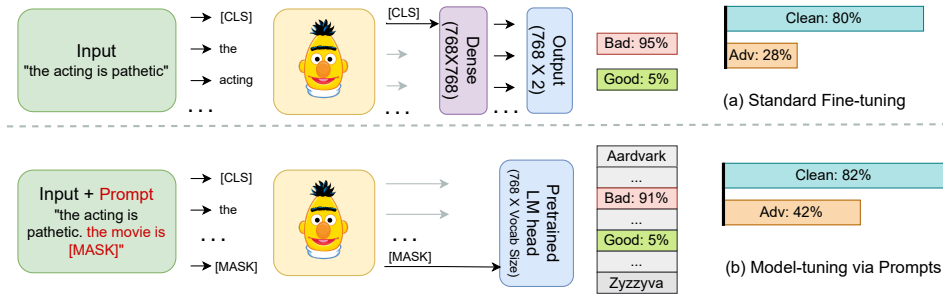 Input
"the acting is pathetic"
[CLS]
the
acting
...
[CLS]
...
Dense
(768X768)
Output
(768 X 2)
...
Bad: 95%
Good: 5%
Clean: 80%
Adv: 28%
(a) Standard Fine-tuning
Input + Prompt
"the acting is
pathetic. the movie is
[MASK]"
[CLS]
the
...
[MASK]
...
[MASK]
Pretrained
LM head
(768 X Vocab Size)
Aardvark
...
Bad: 91%
...
Good: 5%
...
Zyzzyva
Clean: 82%
Adv: 42%
(b) Model-tuning via Prompts